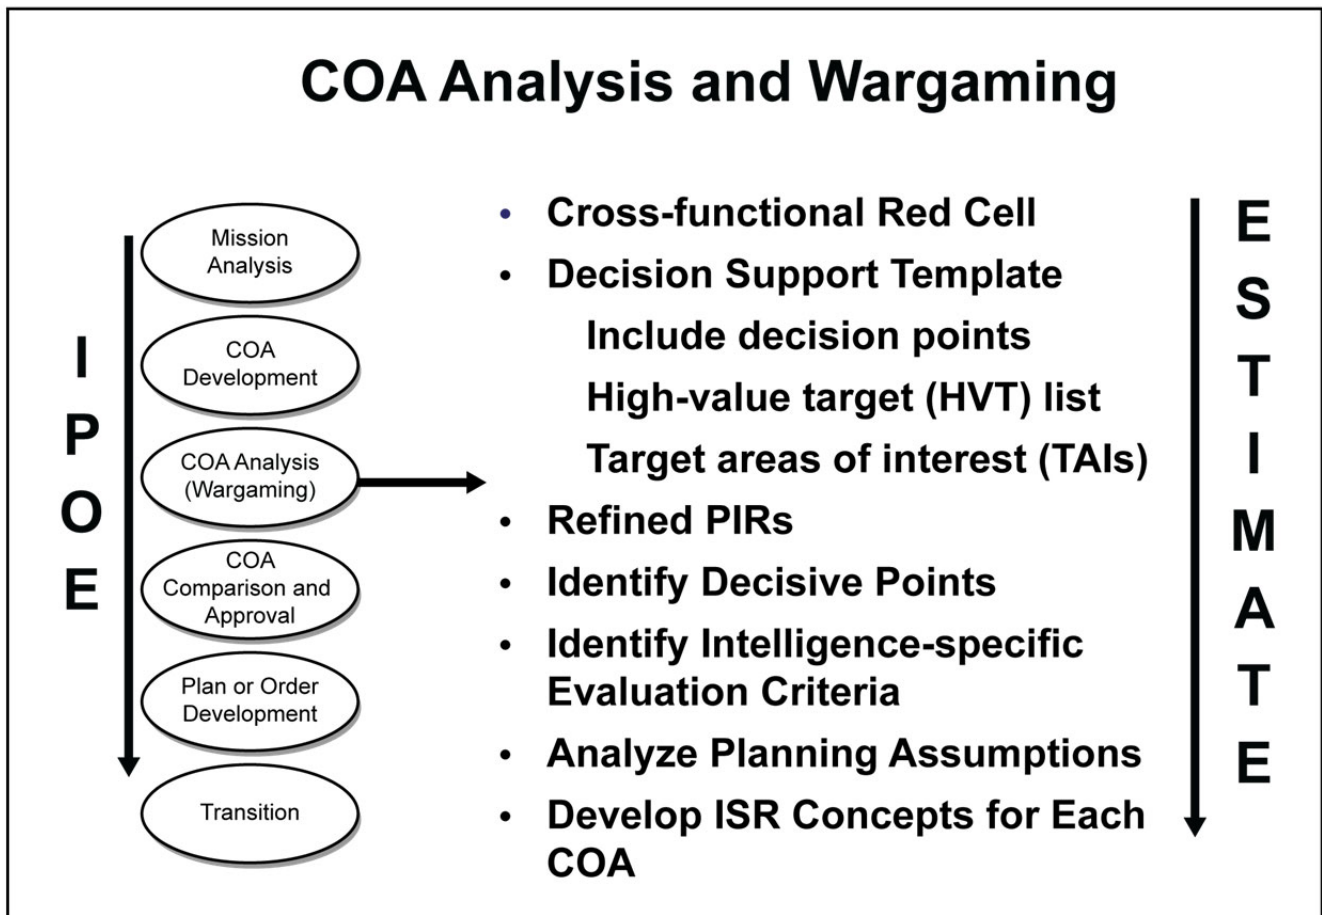 COA Analysis and Wargaming
I
P
O
E
Mission
Analysis
COA
Development
COA Analysis
(Wargaming)
COA
Comparison and
Approval
Plan or Order
Development
Transition
• Cross-functional Red Cell
• Decision Support Template
Include decision points
High-value target (HVT) list
Target areas of interest (TAIs)
• Refined PIRs
• Identify Decisive Points
• Identify Intelligence-specific
Evaluation Criteria
• Analyze Planning Assumptions
• Develop ISR Concepts for Each
COA
E
S
T
I
M
A
T
E